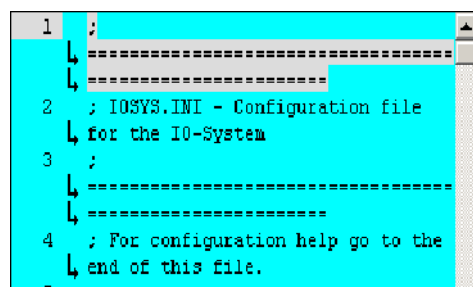 1 ;
===================================
=======================
2 ; IOSYS.INI - Configuration file
for the IO-System
3 ;
===================================
=======================
4 ; For configuration help go to the
end of this file.